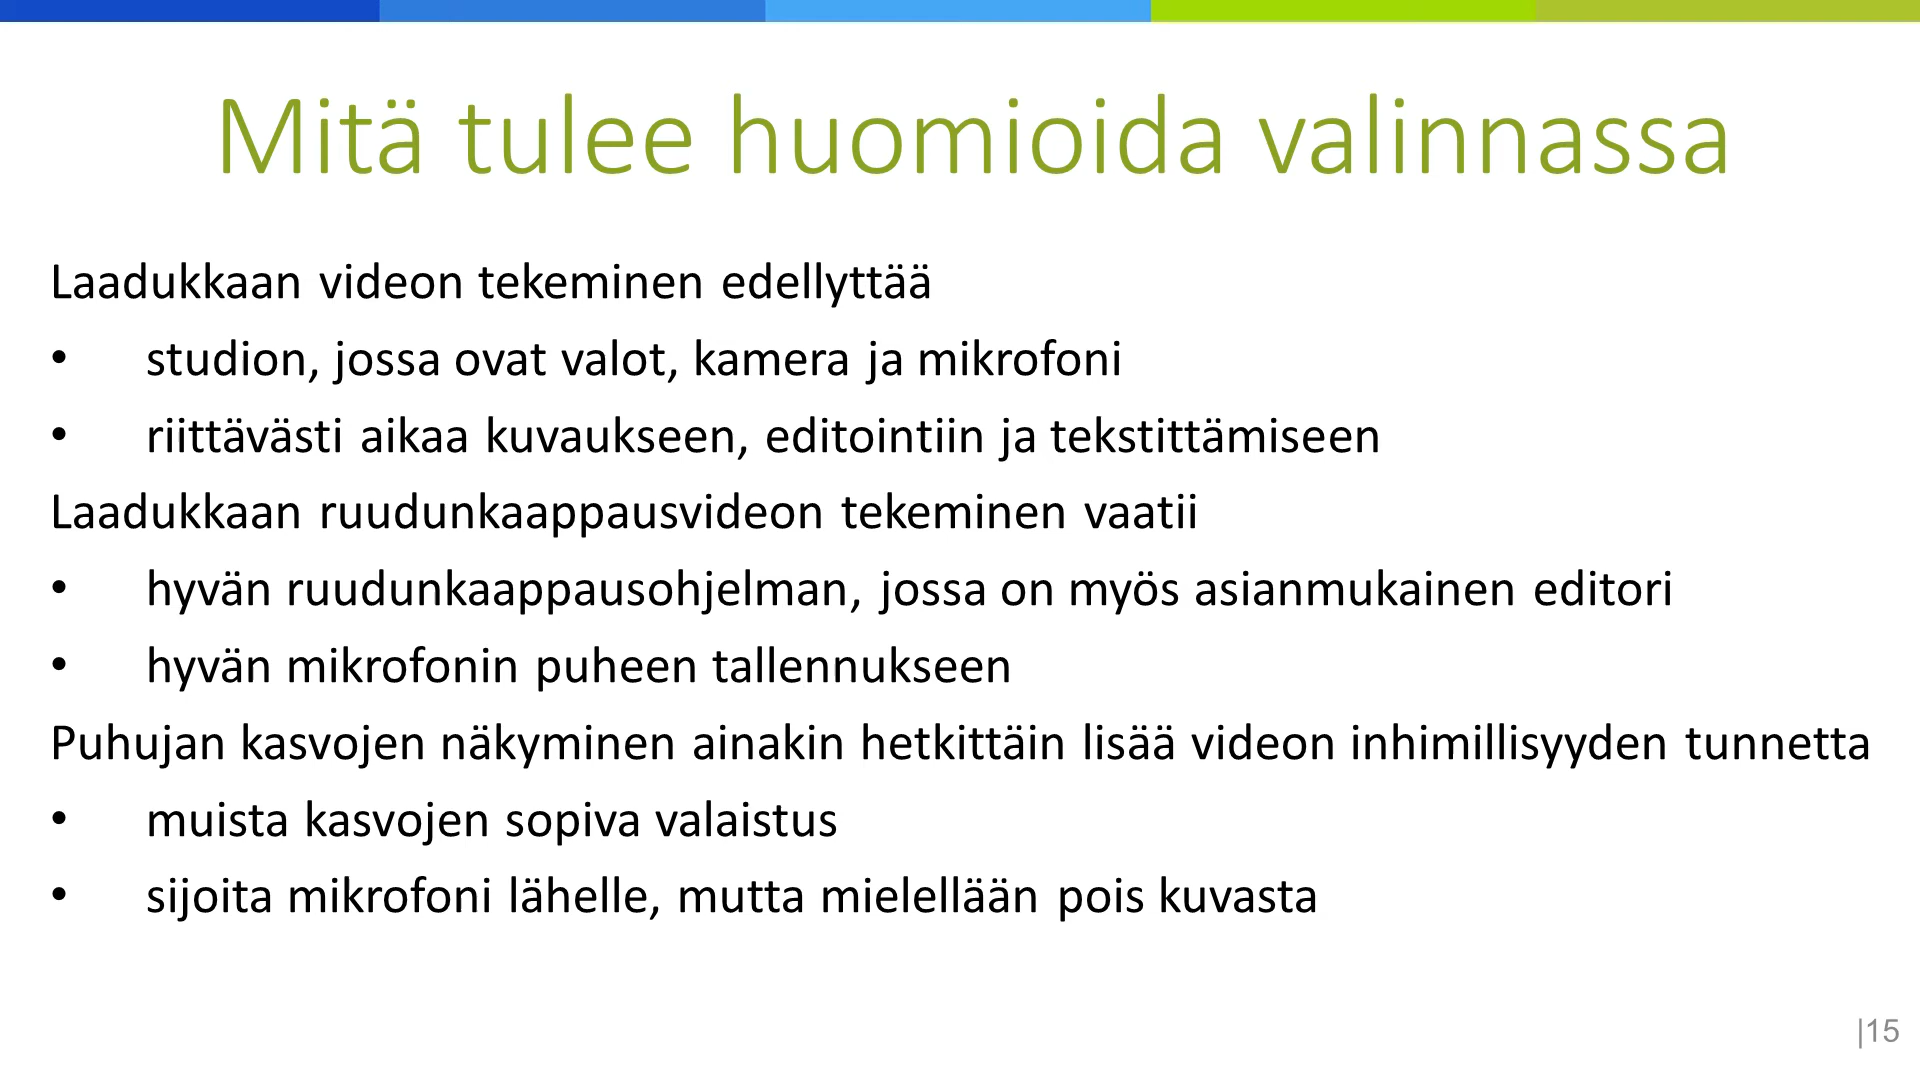 Mitä tulee huomioida valinnassa
Laadukkaan videon tekeminen edellyttää
• studion, jossa ovat valot, kamera ja mikrofoni
• riittävästi aikaa kuvaukseen, editointiin ja tekstittämiseen
Laadukkaan ruudunkaappausvideon tekeminen vaatii
• hyvän ruudunkaappausohjelman, jossa on myös asianmukainen editori
• hyvän mikrofonin puheen tallennukseen
Puhujan kasvojen näkyminen ainakin hetkittäin lisää videon inhimillisyyden tunnetta
• muista kasvojen sopiva valaistus
• sijoita mikrofoni lähelle, mutta mielellään pois kuvasta
|15